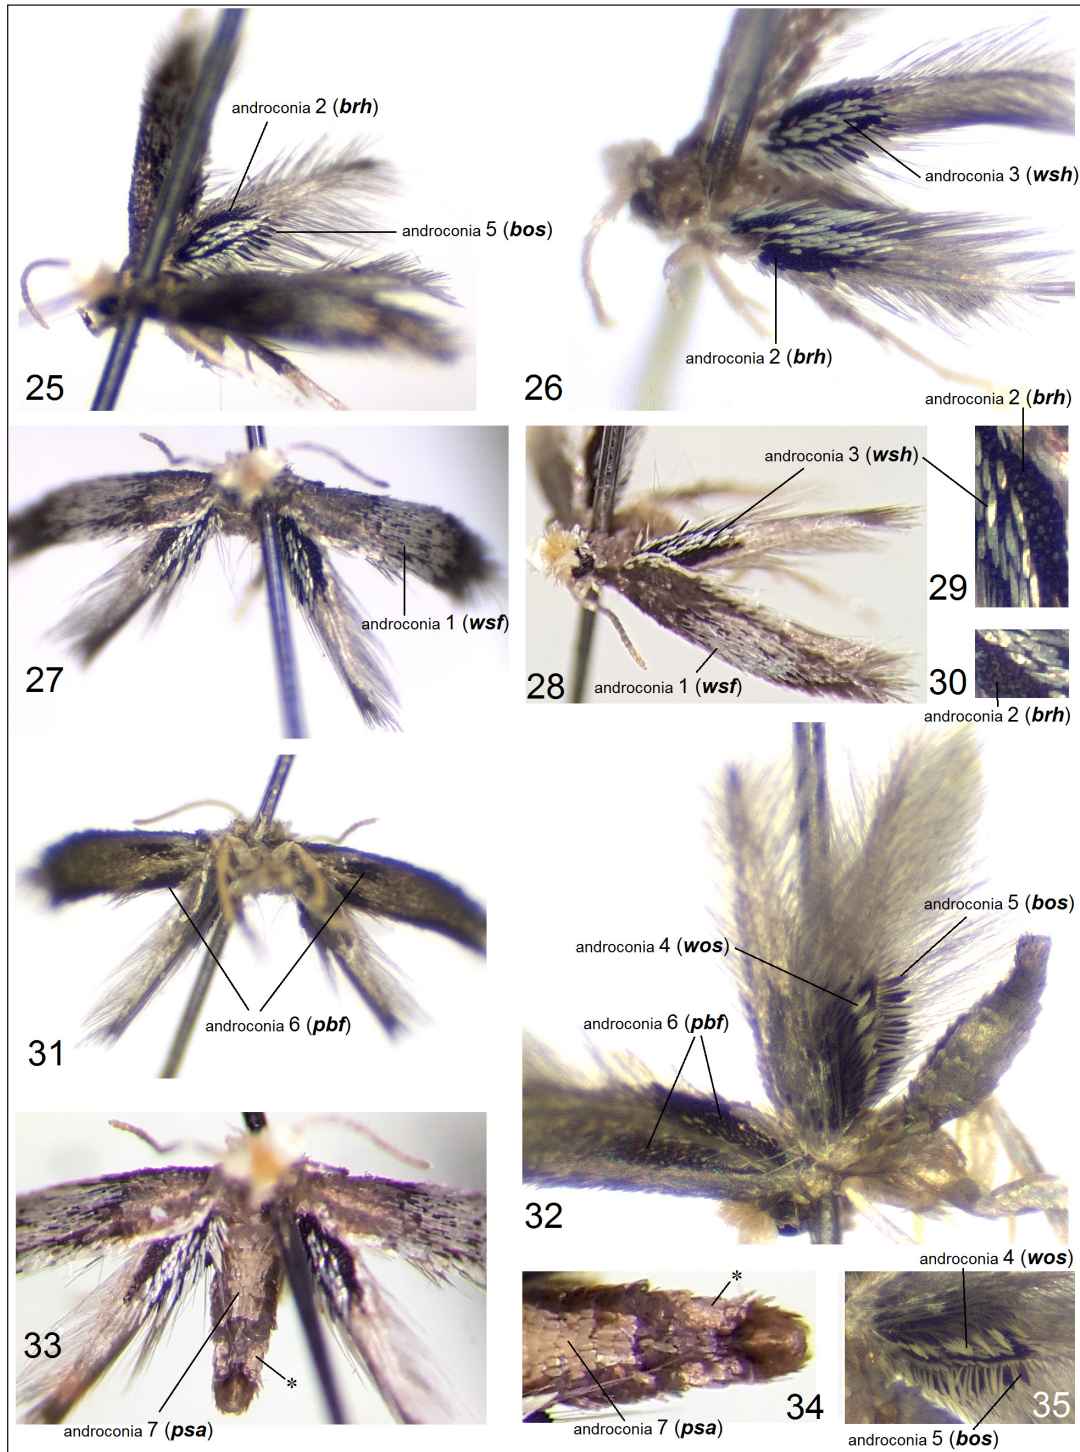 androconia 2 (brh)
androconia 5 (bos)
25
androconia 3 (wsh)
androconia 2 (brh)
26
androconia 2 (brh)
androconia 1 (wsf)
27
androconia 3 (wsh)
androconia 1 (wsf)
28
29
30
androconia 2 (brh)
androconia 6 (pbf)
31
androconia 5 (bos)
androconia 4 (wos)
androconia 6 (pbf)
32
33
*
androconia 7 (psa)
*
34
androconia 7 (psa)
androconia 4 (wos)
35
androconia 5 (bos)